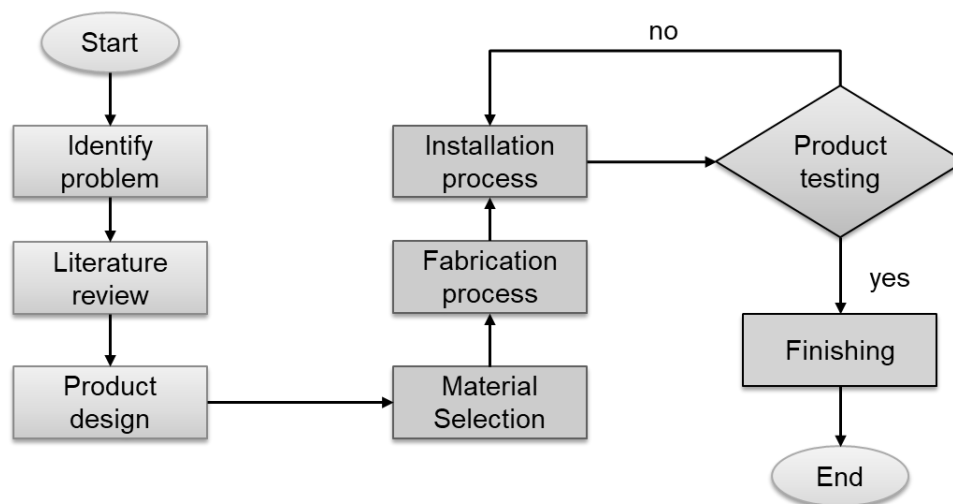 Start
Identify
problem
Literature
review
Product
design
Material
Selection
Fabrication
process
Installation
process
no
Product
testing
yes
Finishing
End